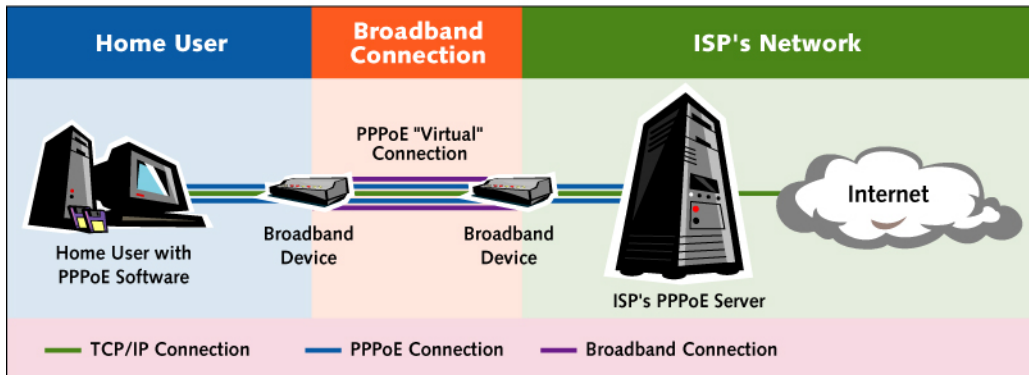 Home User
Broadband
Connection
ISP's Network
PPPoE "Virtual"
Connection
Internet
Home User with
PPPoE Software
Broadband
Device
Broadband
Device
ISP's PPPoE Server
TCP/IP Connection
PPPoE Connection
Broadband Connection